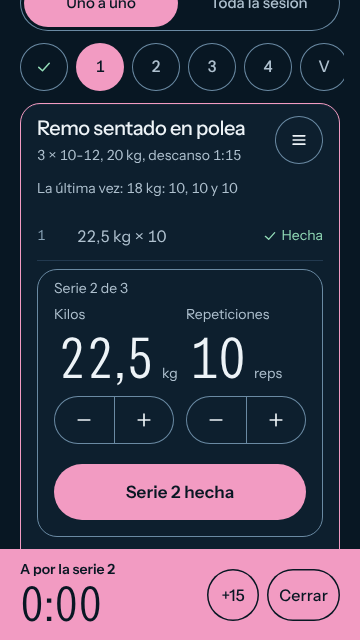 Uno a uno
Toda la sesión
1
2
3
4
V
Remo sentado en polea
3 × 10–12, 20 kg, descanso 1:15
La última vez: 18 kg: 10, 10 y 10
1 22,5 kg × 10 Hecha
Serie 2 de 3
Kilos
Repeticiones
22,5 kg
10 reps
− +
− +
Serie 2 hecha
A por la serie 2
0:00
+15
Cerrar